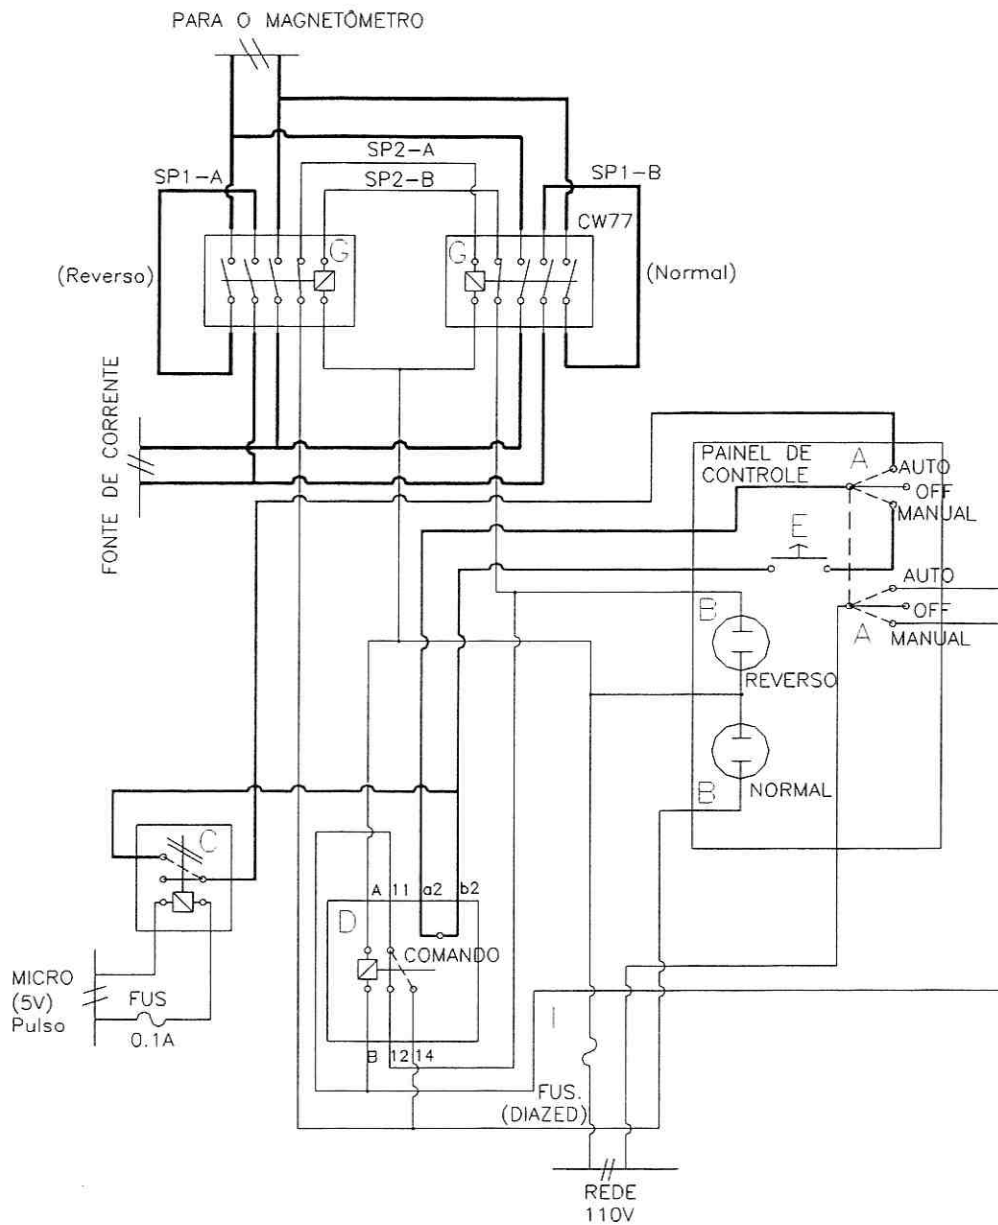 PARA O MAGNETÔMETRO
SP2-A
SP1-A
SP2-B
SP1-B
CW77
G
G
(Reverso)
(Normal)
FONTE DE CORRENTE
PAINEL DE
CONTROLE
A
AUTO
OFF
MANUAL
E
AUTO
B
OFF
A
MANUAL
REVERSO
B
NORMAL
C
A
11
a2
b2
D
COMANDO
MICRO
(5V)
Pulso
FUS
0.1A
I
B
12
14
FUS.
(DIAZED)
REDE
110V